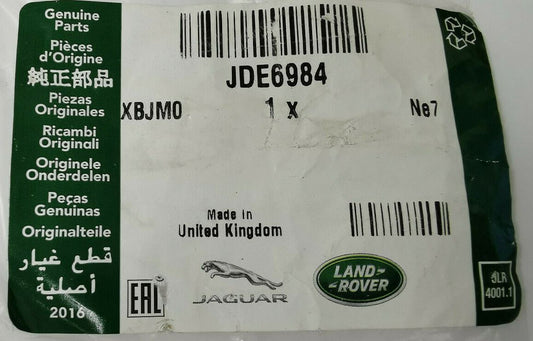 Genuine
Parts
Pièces
d'Origine
純正部品
Piezas
Originales
Ricambi
Originali
Originele
Onderdelen
Peças
Genuinas
Originalteile
قطع غيار
أصلية
2016
JDE6984
XBJM0 1 X Ne7
Made in
United Kingdom
EAC
JAGUAR
LAND-
-ROVER
JLR
4001.1